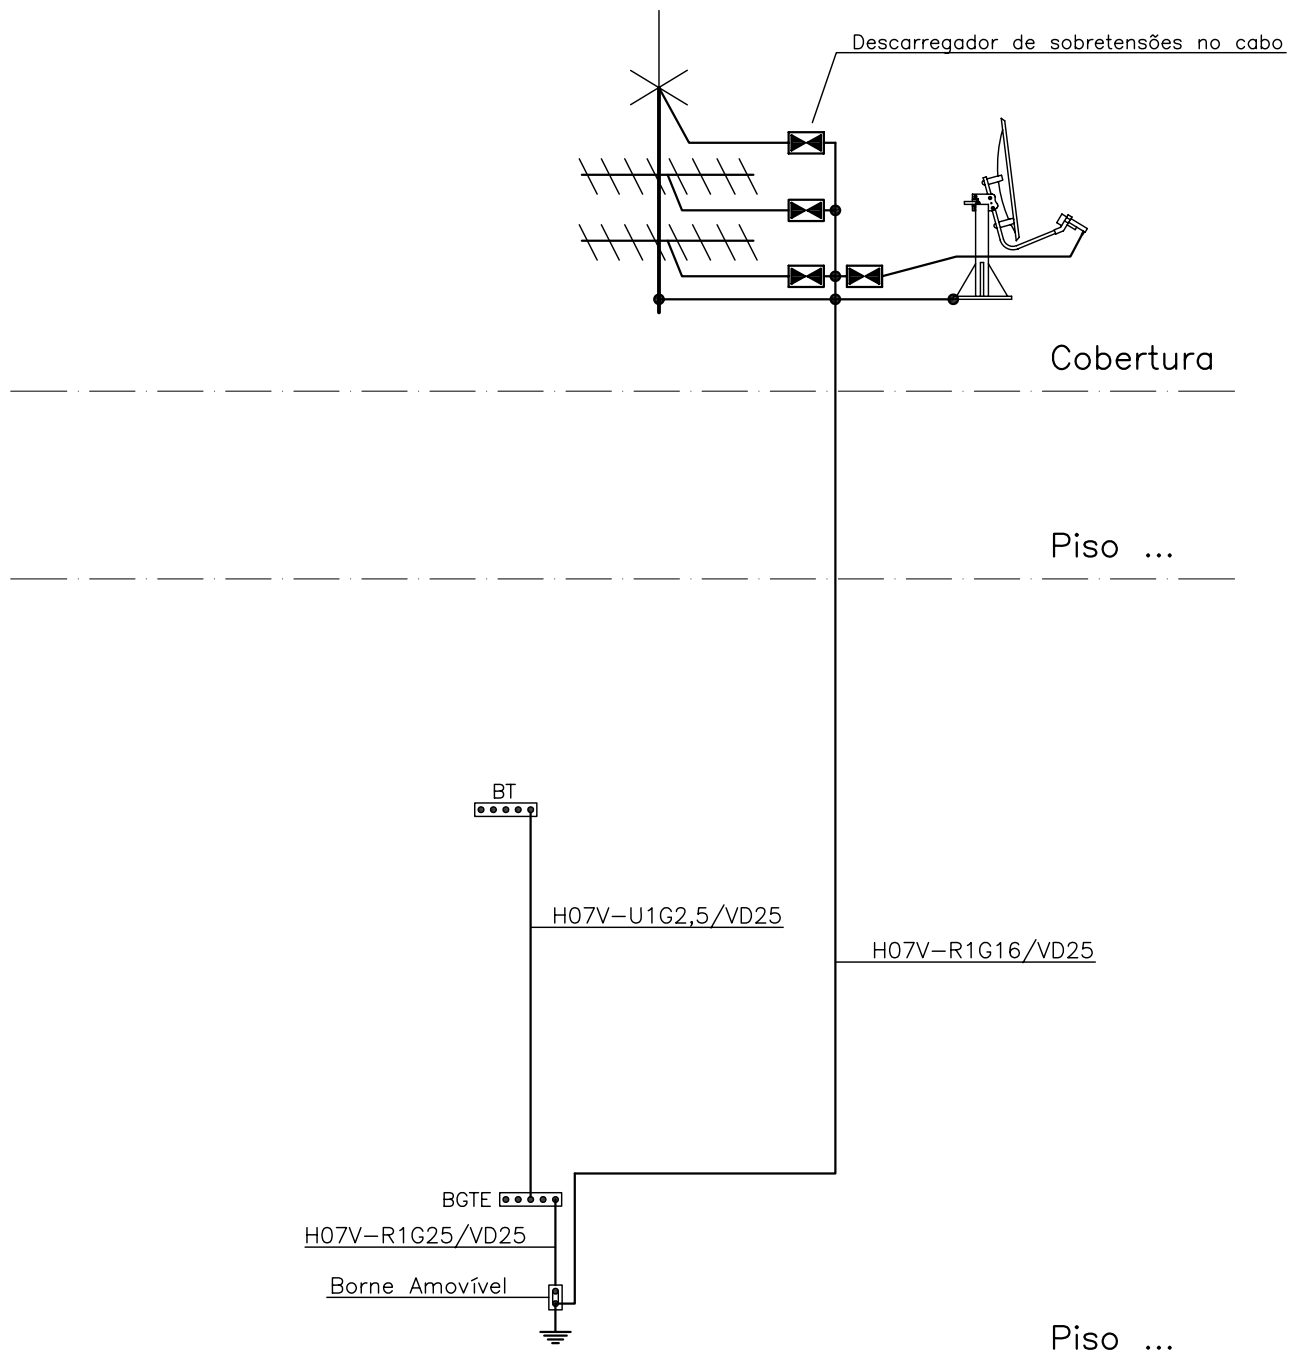 Descarregador de sobretensões no cabo
Cobertura
Piso ...
BT
H07V-U1G2,5/VD25
H07V-R1G16/VD25
BGTE
H07V-R1G25/VD25
Borne Amovível
Piso ...